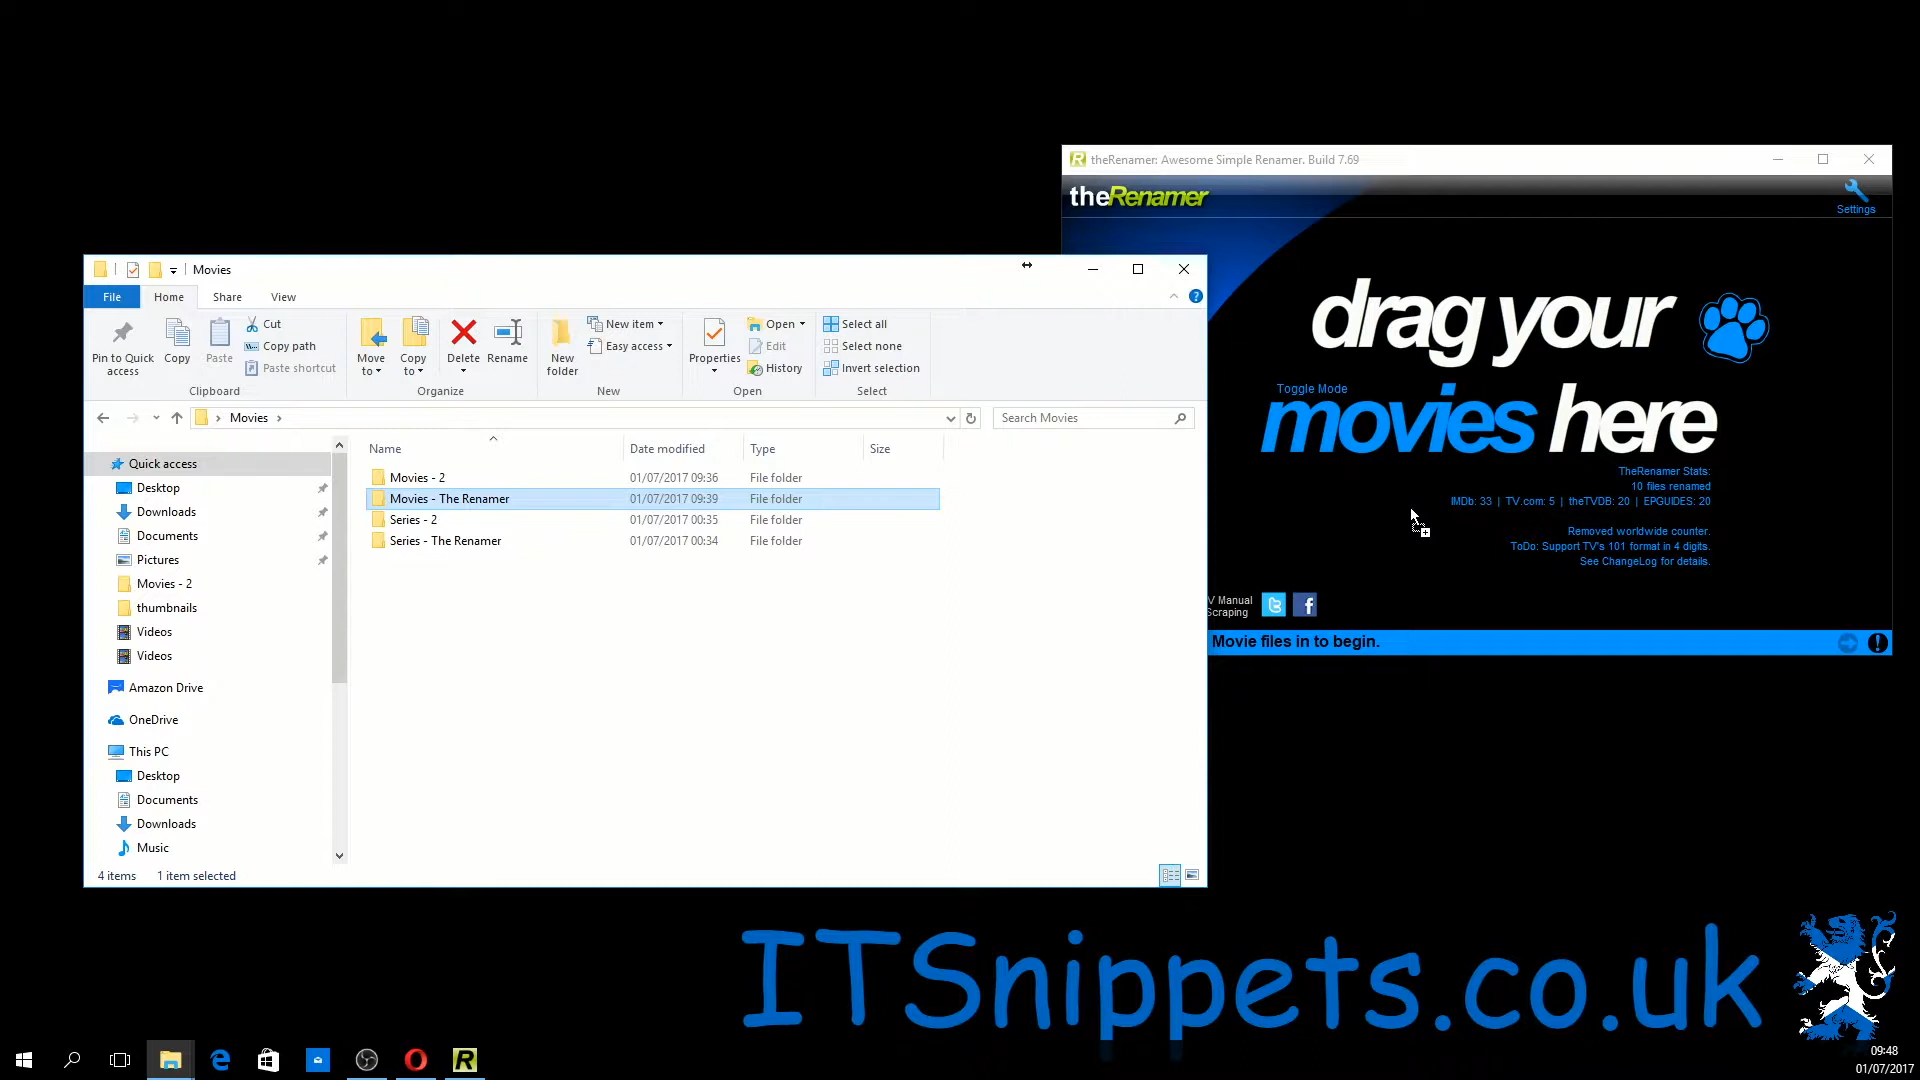 theRenamer: Awesome Simple Renamer. Build 7.69
theRenamer
Settings
drag your
Toggle Mode
movies here
TheRenamer Stats:
10 files renamed
IMDb: 33 | TV.com: 5 | theTVDB: 20 | EPGUIDES: 20
Removed worldwide counter.
ToDo: Support TV's 101 format in 4 digits.
See ChangeLog for details.
V Manual
Scraping
Movie files in to begin.
Movies
File Home Share View
Pin to Quick access
Copy
Paste
Cut
Copy path
Paste shortcut
Clipboard
Move to
Copy to
Delete
Rename
Organize
New folder
New item
Easy access
New
Properties
Open
Edit
History
Open
Select all
Select none
Invert selection
Select
Movies
Search Movies
Quick access
Desktop
Downloads
Documents
Pictures
Movies - 2
thumbnails
Videos
Videos
Amazon Drive
OneDrive
This PC
Desktop
Documents
Downloads
Music
Name Date modified Type Size
Movies - 2 01/07/2017 09:36 File folder
Movies - The Renamer 01/07/2017 09:39 File folder
Series - 2 01/07/2017 00:35 File folder
Series - The Renamer 01/07/2017 00:34 File folder
4 items 1 item selected
ITSnippets.co.uk
09:48
01/07/2017